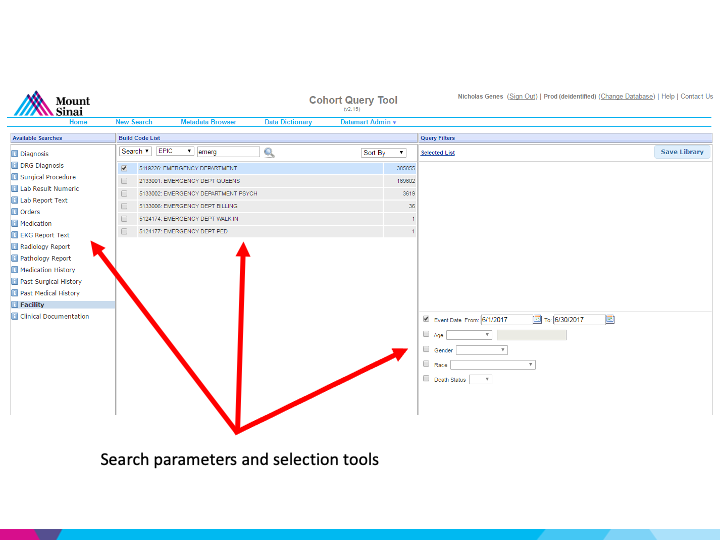 Mount
Sinai
Cohort Query Tool
(v2.15)
Nicholas Genes (Sign Out) | Prod (deidentified) (Change Database) | Help | Contact Us
Home New Search Metadata Browser Data Dictionary Datamart Admin
Available Searches Build Code List Query Filters
Search EPIC emerg Sort By
Selected List Save Library
Diagnosis
DRG Diagnosis
Surgical Procedure
Lab Result Numeric
Lab Report Text
Orders
Medication
EKG Report Text
Radiology Report
Pathology Report
Medication History
Past Surgical History
Past Medical History
Facility
Clinical Documentation
EMERGENCY DEPARTMENT
2133001: EMERGENCY DEPT QUEENS
5133002: EMERGENCY DEPARTMENT PSYCH 3619
5133006: EMERGENCY DEPT BILLING 36
5124174: EMERGENCY DEPT WALK IN 1
5124177: EMERGENCY DEPT PED 1
Event Date From: 6/1/2017 To: 6/30/2017
Age
Gender
Race
Death Status
Search parameters and selection tools